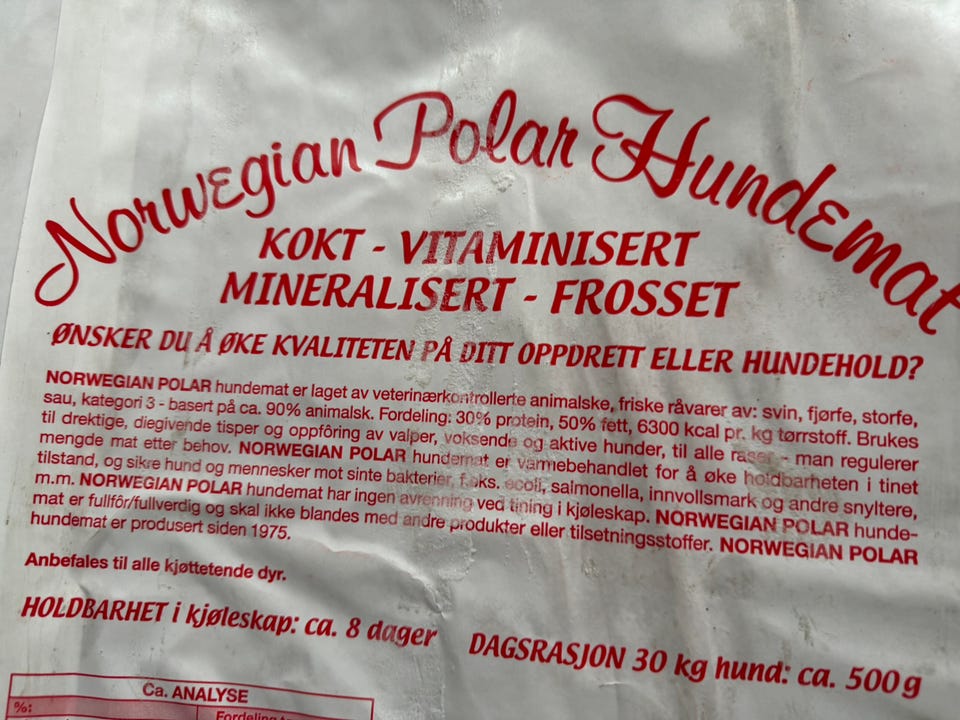 Norwegian Polar Hundemat
KOKT - VITAMINISERT
MINERALISERT - FROSSET
ØNSKER DU Å ØKE KVALITETEN PÅ DITT OPPDRETT ELLER HUNDEHOLD?
NORWEGIAN POLAR hundemat er laget av veterinærkontrollerte animalske, friske råvarer av: svin, fjørfe, storfe,
sau, kategori 3 - basert på ca. 90% animalsk. Fordeling: 30% protein, 50% fett, 6300 kcal pr. kg tørrstoff. Brukes
til drektige, diegivende tisper og oppfôring av valper, voksende og aktive hunder, til alle raser - man regulerer
mengde mat etter behov. NORWEGIAN POLAR hundemat er varmebehandlet for å øke holdbarheten i tinet
tilstand, og sikre hund og mennesker mot sinte bakterier, f.eks. ecoli, salmonella, innvollsmark og andre snyltere,
m.m. NORWEGIAN POLAR hundemat har ingen avrenning ved tining i kjøleskap. NORWEGIAN POLAR hunde-
mat er fullfôr/fullverdig og skal ikke blandes med andre produkter eller tilsetningsstoffer. NORWEGIAN POLAR
hundemat er produsert siden 1975.
Anbefales til alle kjøttetende dyr.
HOLDBARHET i kjøleskap: ca. 8 dager
DAGSRASJON 30 kg hund: ca. 500g
Ca. ANALYSE
%: